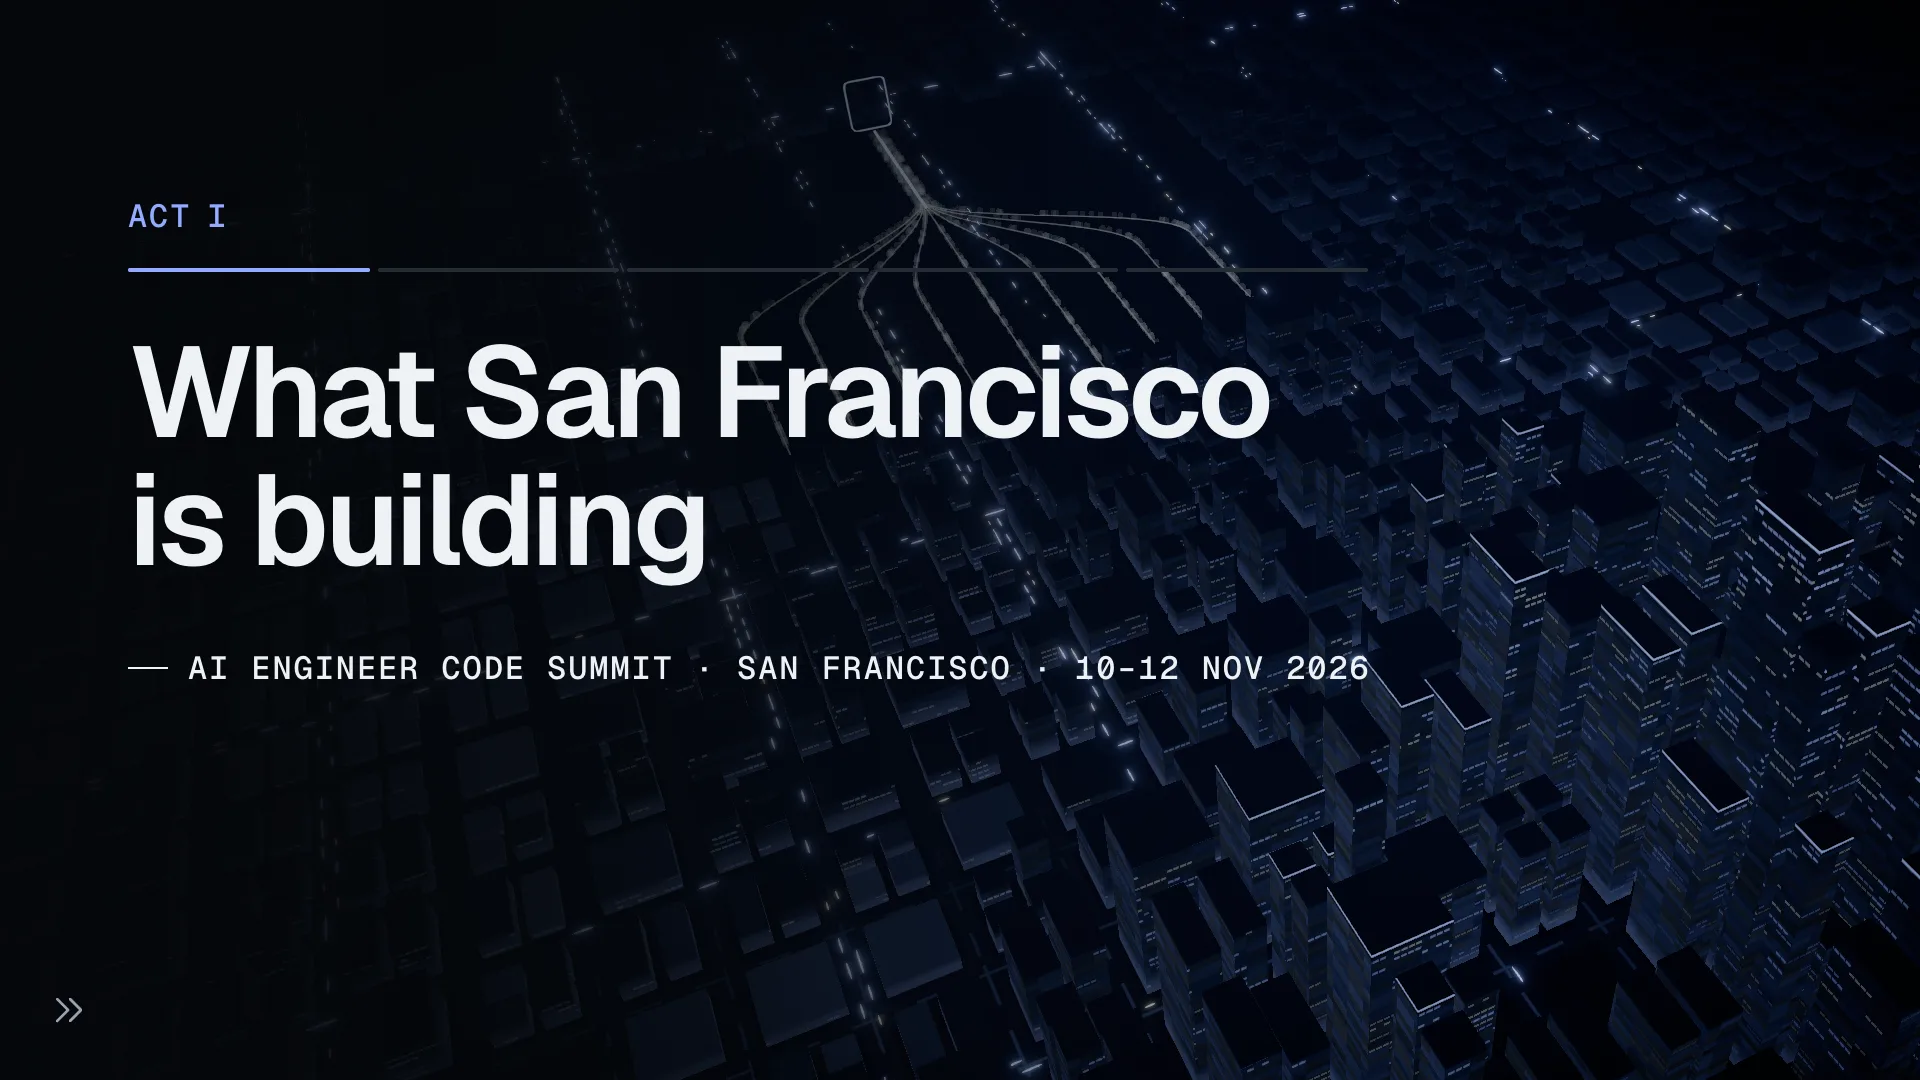 ACT I
What San Francisco
is building
— AI ENGINEER CODE SUMMIT · SAN FRANCISCO · 10–12 NOV 2026